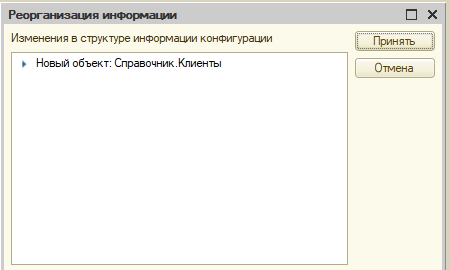 Реорганизация информации
Изменения в структуре информации конфигурации
Принять
Новый объект: Справочник.Клиенты
Отмена